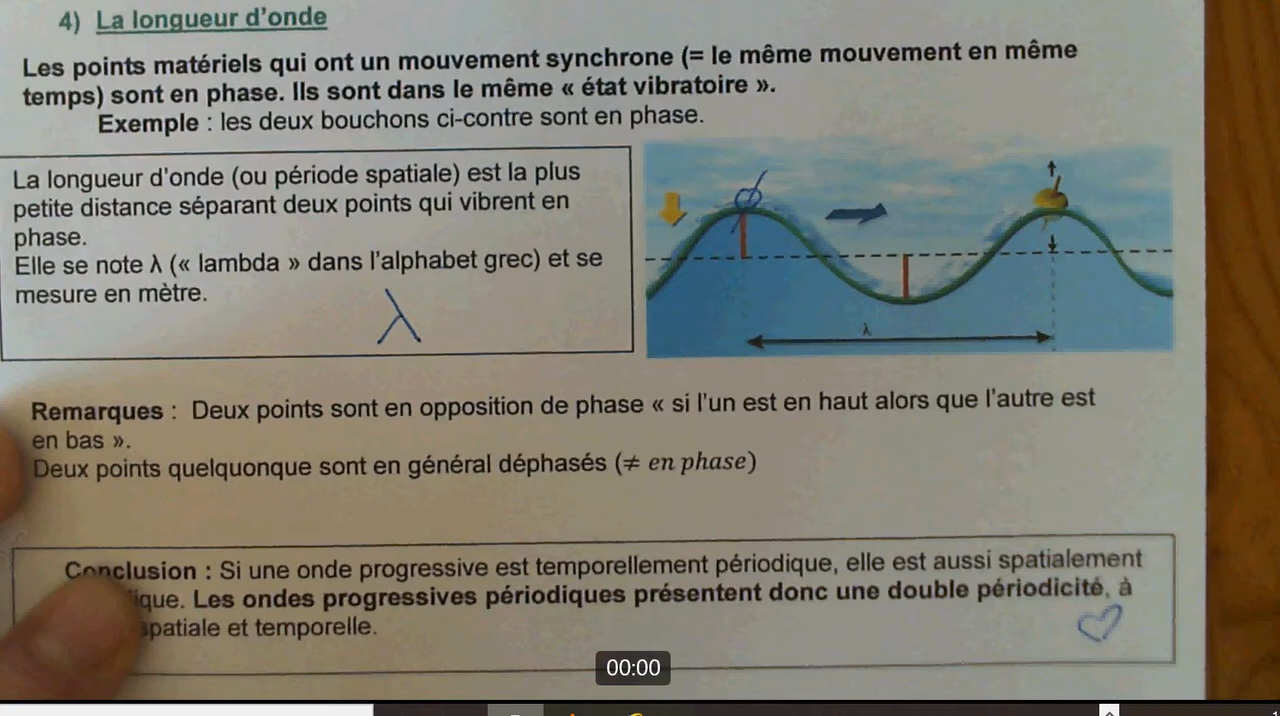 4) La longueur d'onde
Les points matériels qui ont un mouvement synchrone (= le même mouvement en même
temps) sont en phase. Ils sont dans le même « état vibratoire ».
Exemple : les deux bouchons ci-contre sont en phase.
La longueur d'onde (ou période spatiale) est la plus
petite distance séparant deux points qui vibrent en
phase.
Elle se note λ (« lambda » dans l'alphabet grec) et se
mesure en mètre.
λ
λ
Remarques : Deux points sont en opposition de phase « si l'un est en haut alors que l'autre est
en bas ».
Deux points quelquonque sont en général déphasés (≠ en phase)
Conclusion : Si une onde progressive est temporellement périodique, elle est aussi spatialement
ique. Les ondes progressives périodiques présentent donc une double périodicité, à
spatiale et temporelle.
00:00